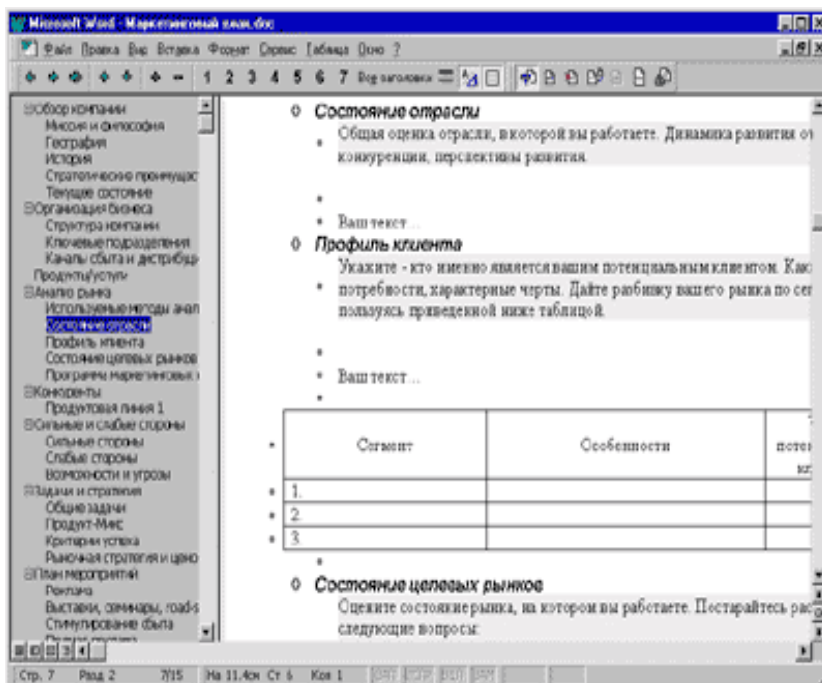 Microsoft Word - Маркетинговый план.doc
Файл Правка Вид Вставка Формат Сервис Таблица Окно ?
1 2 3 4 5 6 7 Все заголовки
Обзор компании
Миссия и философия
География
История
Стратегические преимущес
Текущее состояние
Организация бизнеса
Структура компании
Ключевые подразделения
Каналы сбыта и дистрибуц
Продукты/услуги
Анализ рынка
Используемые методы анал
Состояние отрасли
Профиль клиента
Состояние целевых рынков
Программа маркетинговых
Конкуренты
Продуктовая линия 1
Сильные и слабые стороны
Сильные стороны
Слабые стороны
Возможности и угрозы
Задачи и стратегия
Общие задачи
Продукт-Микс
Критерии успеха
Рыночная стратегия и цено
План мероприятий
Реклама
Выставки, семинары, road-s
Стимулирование сбыта
Состояние отрасли
Общая оценка отрасли, в которой вы работаете. Динамика развития от
конкуренции, перспективы развития.
Ваш текст...
Профиль клиента
Укажите - кто именно является вашим потенциальным клиентом. Как
потребности, характерные черты. Дайте разбивку вашего рынка по сег
пользуясь приведенной ниже таблицой.
Ваш текст...
Сегмент Особенности потен
кл
1.
2.
3.
Состояние целевых рынков
Оцените состояние рынка, на котором вы работаете. Постарайтесь рас
следующие вопросы:
Стр. 7 Разд 2 7/15 На 11.4см Ст 6 Кол 1